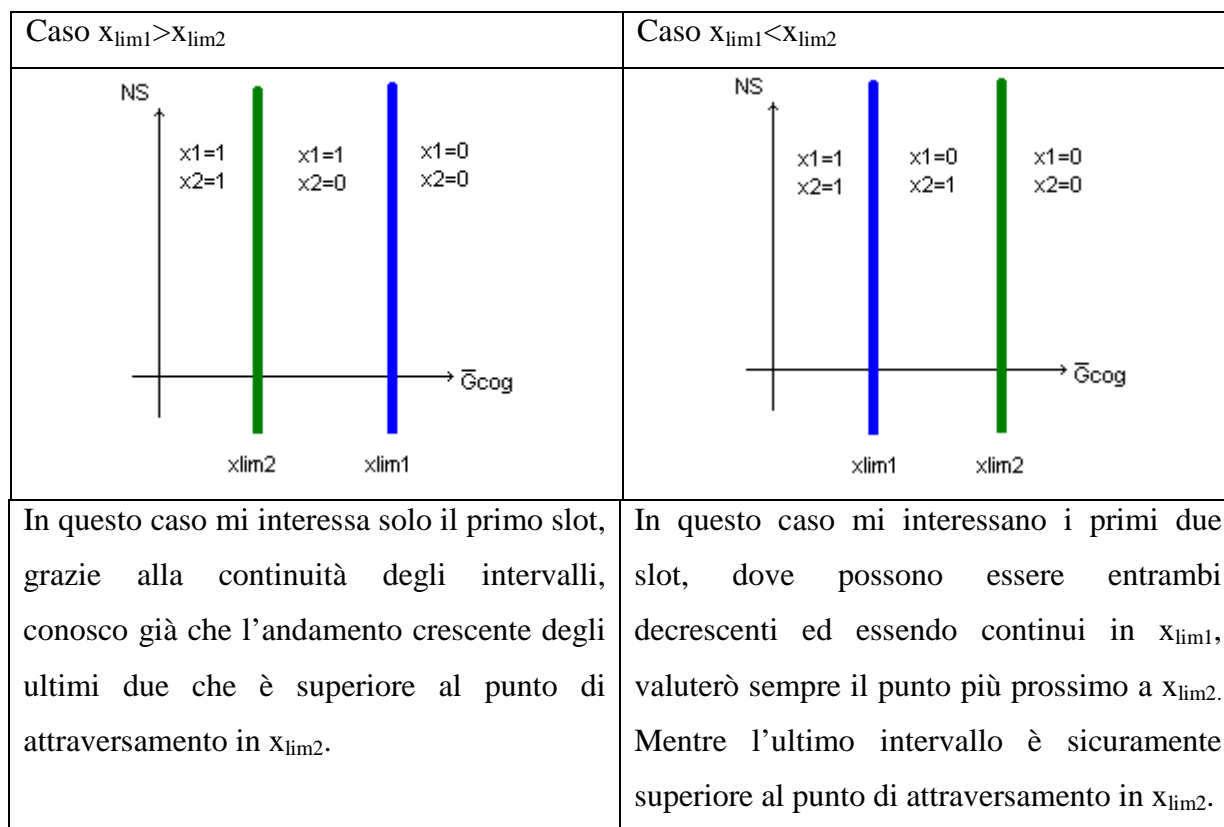 Caso xlim1>xlim2
Caso xlim1<xlim2
NS
x1=1
x2=1
x1=1
x2=0
x1=0
x2=0
G̅cog
xlim2
xlim1
NS
x1=1
x2=1
x1=0
x2=1
x1=0
x2=0
G̅cog
xlim1
xlim2
In questo caso mi interessa solo il primo slot,
grazie alla continuità degli intervalli,
conosco già che l’andamento crescente degli
ultimi due che è superiore al punto di
attraversamento in xlim2.
In questo caso mi interessano i primi due
slot, dove possono essere entrambi
decrescenti ed essendo continui in xlim1,
valuterò sempre il punto più prossimo a xlim2.
Mentre l’ultimo intervallo è sicuramente
superiore al punto di attraversamento in xlim2.